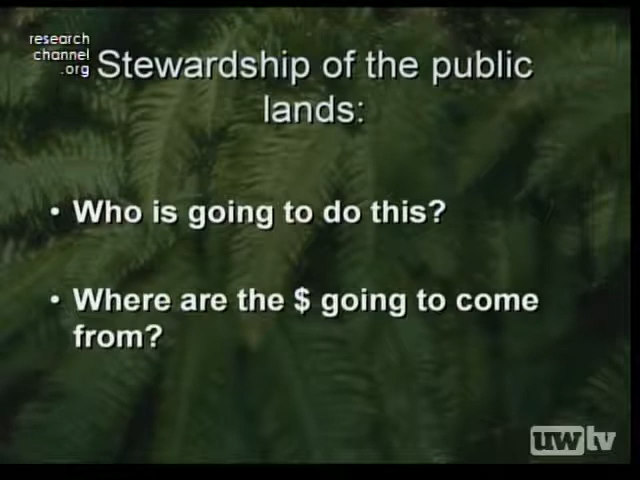 research
channel
.org
Stewardship of the public
lands:
• Who is going to do this?
• Where are the $ going to come
from?
uwtv